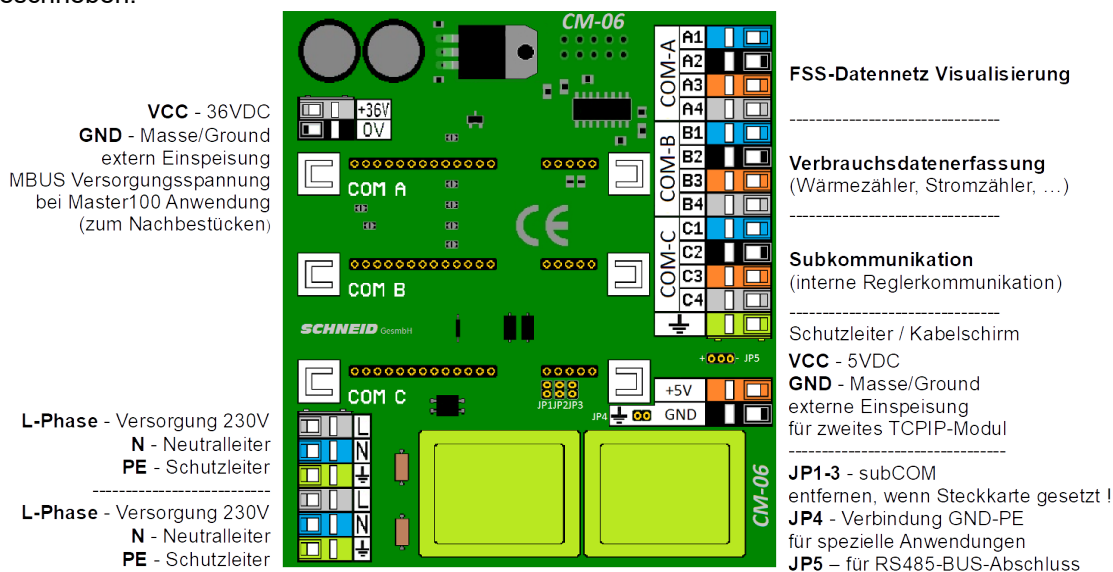 CM-06
VCC - 36VDC
GND - Masse/Ground
extern Einspeisung
MBUS Versorgungsspannung
bei Master100 Anwendung
(zum Nachbestücken)
+36V
0V
COM A
COM B
SCHNEID GesmbH
COM C
JP1JP2JP3
L-Phase - Versorgung 230V
N - Neutralleiter
PE - Schutzleiter
---------------------------
L-Phase - Versorgung 230V
N - Neutralleiter
PE - Schutzleiter
L
N
L
N
CM-06
COM-A
A1
A2
A3
A4
COM-B
B1
B2
B3
B4
COM-C
C1
C2
C3
C4
+ - JP5
+5V
JP4 GND
FSS-Datennetz Visualisierung
--------------------------------
Verbrauchsdatenerfassung
(Wärmezähler, Stromzähler, …)
--------------------------------
Subkommunikation
(interne Reglerkommunikation)
--------------------------------
Schutzleiter / Kabelschirm
VCC - 5VDC
GND - Masse/Ground
externe Einspeisung
für zweites TCPIP-Modul
---------------------------------
JP1-3 - subCOM
entfernen, wenn Steckkarte gesetzt !
JP4 - Verbindung GND-PE
für spezielle Anwendungen
JP5 – für RS485-BUS-Abschluss